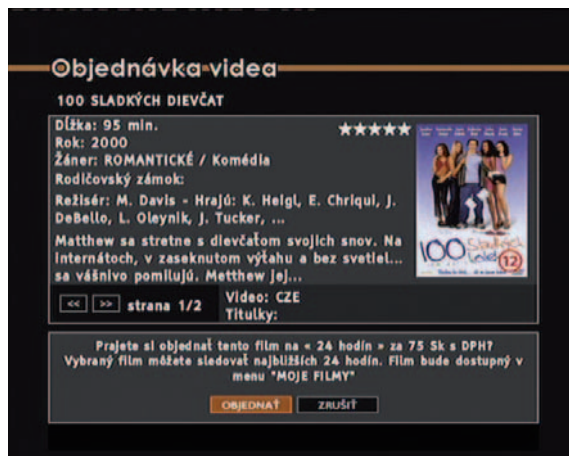 Objednávka videa
100 SLADKÝCH DIEVČAT
Dĺžka: 95 min.
Rok: 2000
Žáner: ROMANTICKÉ / Komédia
Rodičovský zámok:
Režisér: M. Davis - Hrajú: K. Heigl, E. Chriqui, J.
DeBello, L. Oleynik, J. Tucker, ...
Matthew sa stretne s dievčaťom svojich snov. Na
internátoch, v zaseknutom výťahu a bez svetiel...
sa vášnivo pomilujú. Metthew jej...
100
12
<< >> strana 1/2
Video: CZE
Titulky:
Prajete si objednať tento film na « 24 hodín » za 75 Sk s DPH?
Vybraný film môžete sledovať najbližších 24 hodín. Film bude dostupný v
menu "MOJE FILMY"
OBJEDNAŤ ZRUŠIŤ